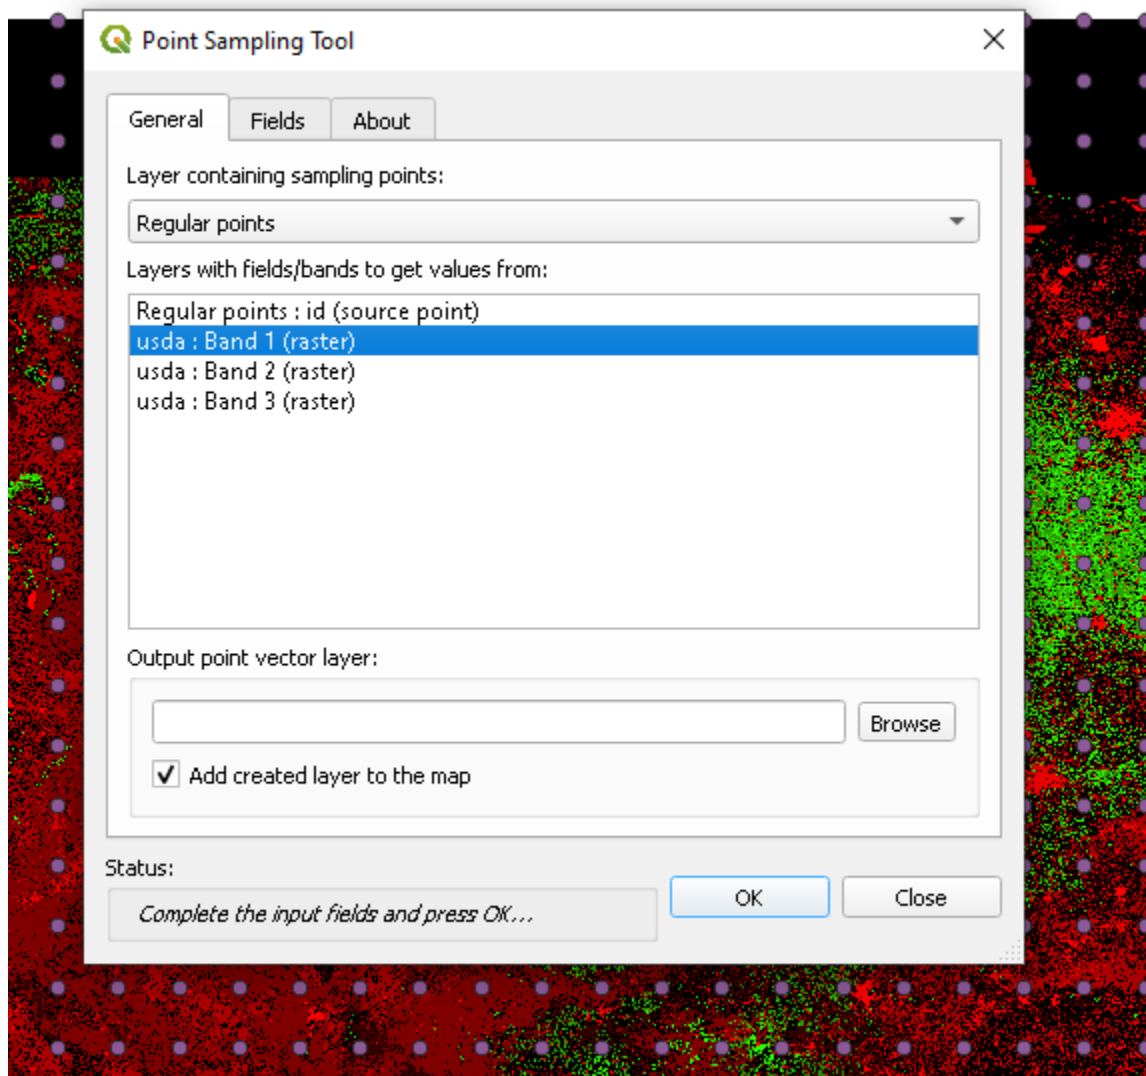 Point Sampling Tool
General Fields About
Layer containing sampling points:
Regular points
Layers with fields/bands to get values from:
Regular points : id (source point)
usda : Band 1 (raster)
usda : Band 2 (raster)
usda : Band 3 (raster)
Output point vector layer:
Browse
Add created layer to the map
Status:
Complete the input fields and press OK...
OK Close